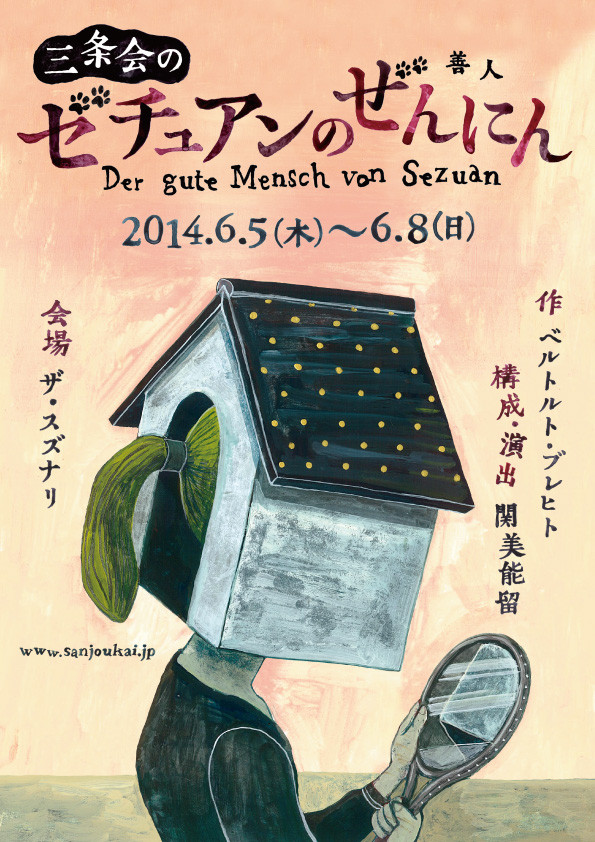 三条会の
善人
ゼチュアンのぜんにん
Der gute Mensch von Sezuan
2014.6.5(木)〜6.8(日)
作 ベルトルト・ブレヒト
構成・演出 関美能留
会場 ザ・スズナリ
www.sanjoukai.jp